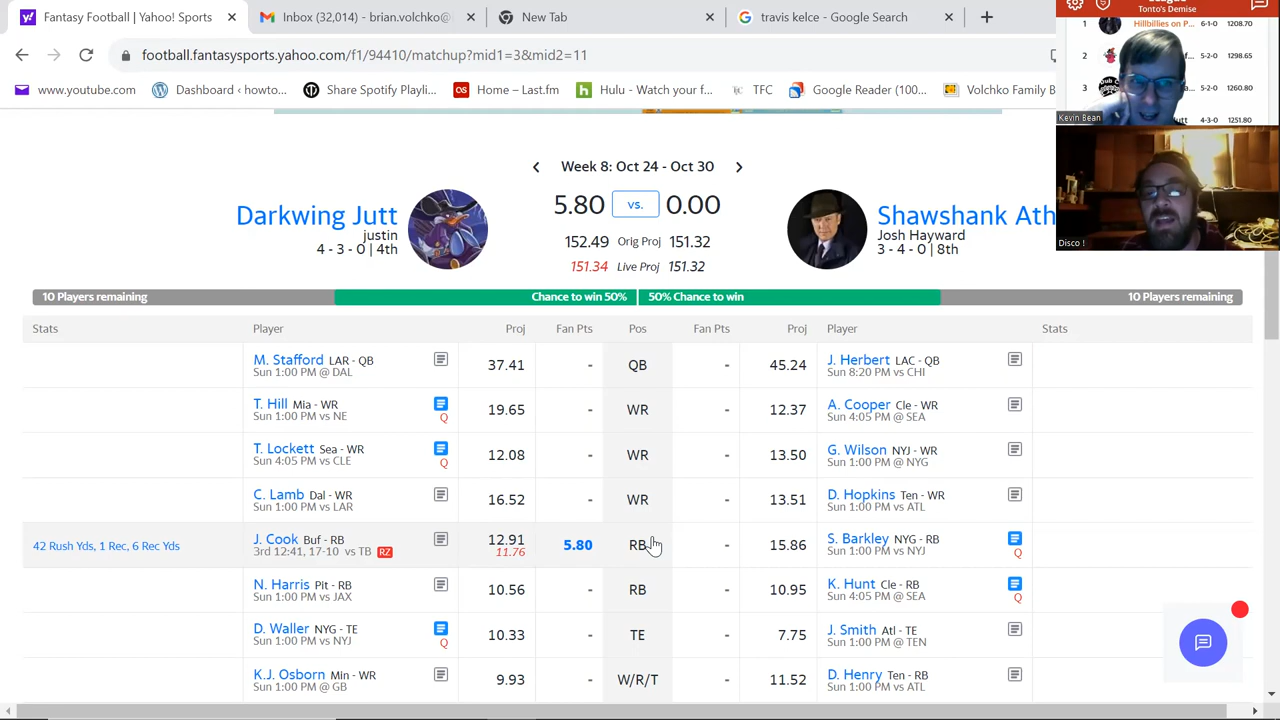 Fantasy Football | Yahoo! Sports
Inbox (32,014) - brian.volchko@
New Tab
travis kelce - Google Search
football.fantasysports.yahoo.com/f1/94410/matchup?mid1=3&mid2=11
www.youtube.com
Dashboard ‹ howto...
Share Spotify Playli...
Home – Last.fm
Hulu - Watch your f...
TFC
Google Reader (100...
Volchko Family B
Tonto's Demise
1 Hillbillies on P... 6-1-0 1208.70
2 5-2-0 1298.65
3 5-2-0 1260.80
4-3-0 1251.80
Kevin Bean
Disco !
Week 8: Oct 24 - Oct 30
Darkwing Jutt
justin
4 - 3 - 0 | 4th
5.80 vs. 0.00
152.49 Orig Proj 151.32
151.34 Live Proj 151.32
Shawshank Ath
Josh Hayward
3 - 4 - 0 | 8th
10 Players remaining
Chance to win 50%
50% Chance to win
10 Players remaining
Stats Player Proj Fan Pts Pos Fan Pts Proj Player Stats
M. Stafford LAR - QB 37.41 - QB - 45.24 J. Herbert LAC - QB
Sun 1:00 PM @ DAL Sun 8:20 PM vs CHI
T. Hill Mia - WR 19.65 - WR - 12.37 A. Cooper Cle - WR
Sun 1:00 PM vs NE Q Sun 4:05 PM @ SEA
T. Lockett Sea - WR 12.08 - WR - 13.50 G. Wilson NYJ - WR
Sun 4:05 PM vs CLE Q Sun 1:00 PM @ NYG
C. Lamb Dal - WR 16.52 - WR - 13.51 D. Hopkins Ten - WR
Sun 1:00 PM vs LAR Sun 1:00 PM vs ATL
42 Rush Yds, 1 Rec, 6 Rec Yds J. Cook Buf - RB 12.91 5.80 RB - 15.86 S. Barkley NYG - RB
3rd 12:41, 17-10 vs TB RZ 11.76 Sun 1:00 PM vs NYJ Q
N. Harris Pit - RB 10.56 - RB - 10.95 K. Hunt Cle - RB
Sun 1:00 PM vs JAX Sun 4:05 PM @ SEA Q
D. Waller NYG - TE 10.33 - TE - 7.75 J. Smith Atl - TE
Sun 1:00 PM vs NYJ Q Sun 1:00 PM @ TEN
K.J. Osborn Min - WR 9.93 - W/R/T - 11.52 D. Henry Ten - RB
Sun 1:00 PM @ GB Sun 1:00 PM vs ATL